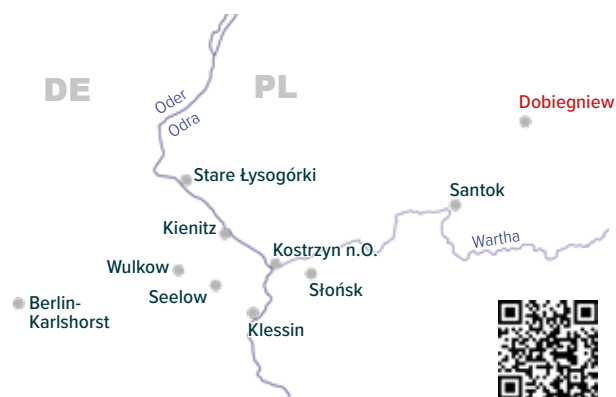 DE
PL
Oder
Odra
Dobiegniew
Stare Łysogórki
Santok
Kienitz
Wartha
Kostrzyn n.O.
Wulkow
Słońsk
Seelow
Berlin-
Karlshorst
Klessin